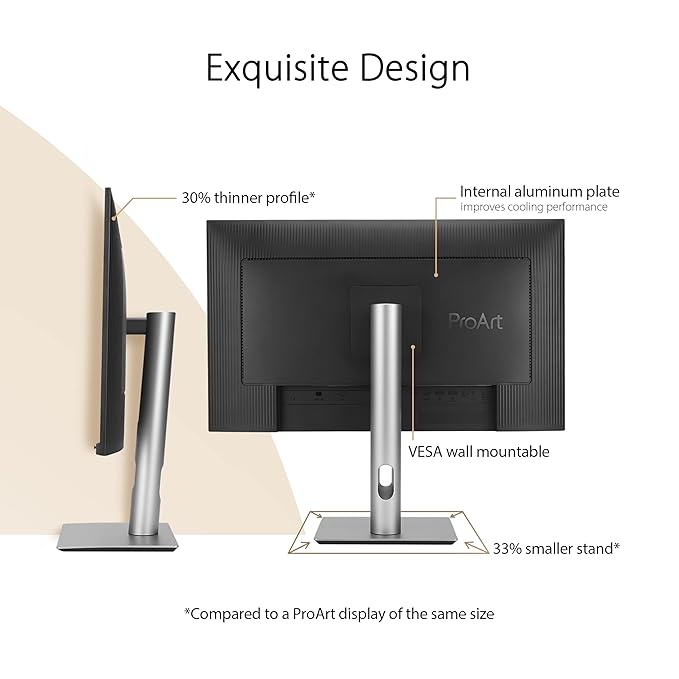 Exquisite Design
30% thinner profile*
Internal aluminum plate
improves cooling performance
ProArt
VESA wall mountable
33% smaller stand*
*Compared to a ProArt display of the same size